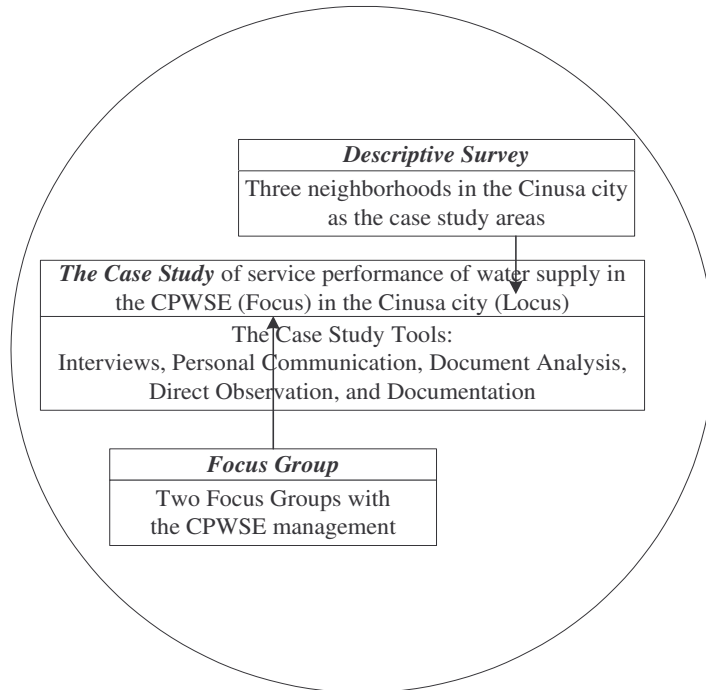 Descriptive Survey
Three neighborhoods in the Cinusa city
as the case study areas
The Case Study of service performance of water supply in
the CPWSE (Focus) in the Cinusa city (Locus)
The Case Study Tools:
Interviews, Personal Communication, Document Analysis,
Direct Observation, and Documentation
Focus Group
Two Focus Groups with
the CPWSE management